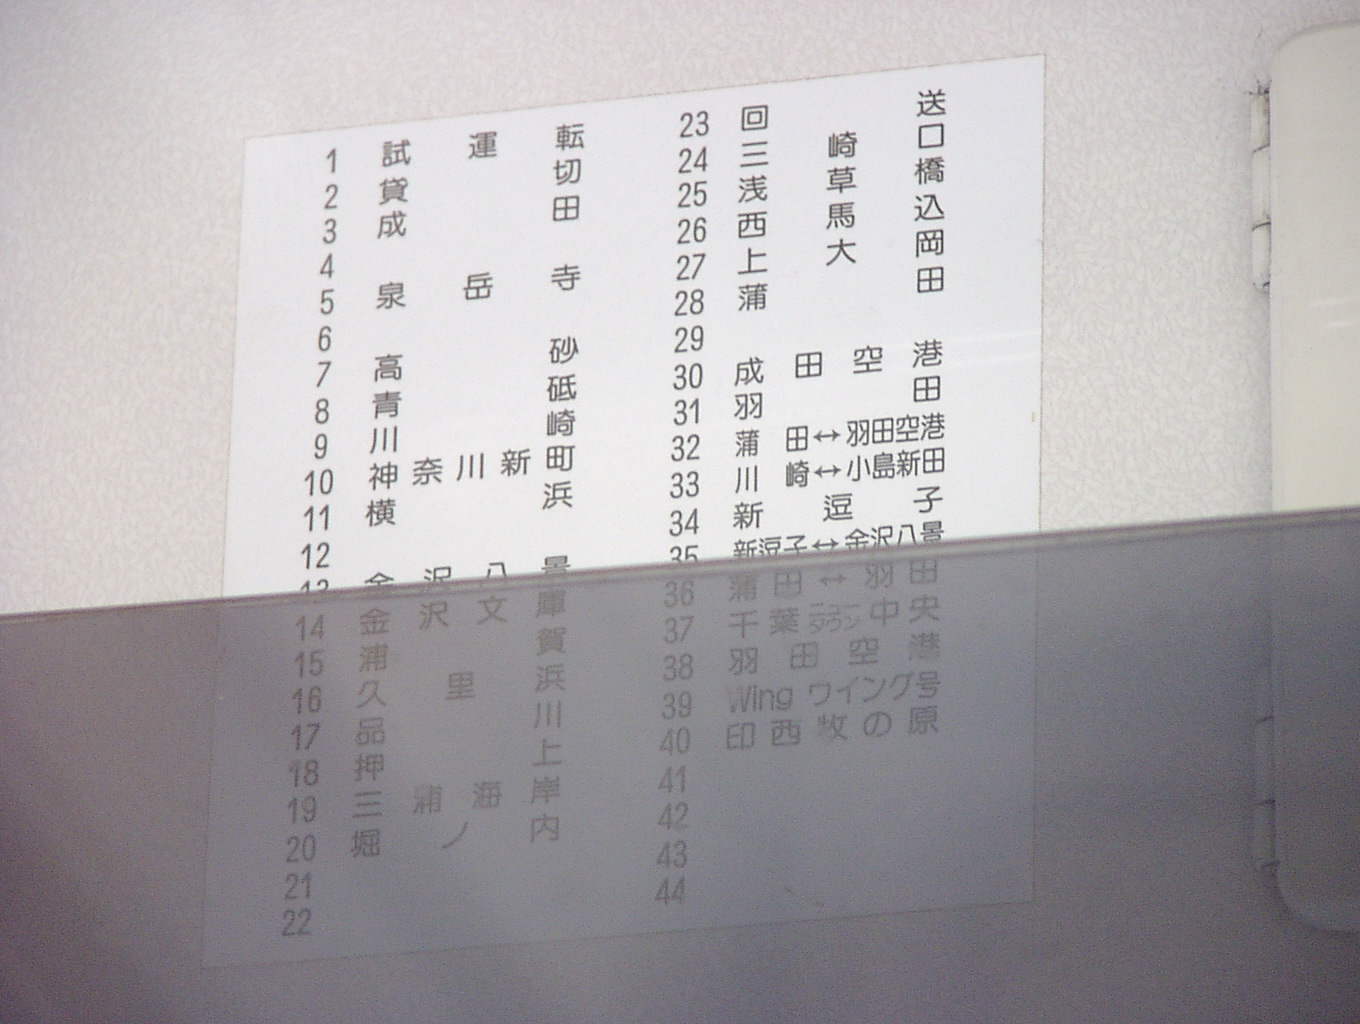 1 試運転
2 貸切
3 成田
4
5 泉岳寺
6
7 高砂
8 青砥
9 川崎
10 神奈川新町
11 横浜
12
13 金沢八景
14 金沢文庫
15 浦賀
16 久里浜
17 品川
18 押上
19 三浦海岸
20 堀ノ内
21
22
23 回送
24 三崎口
25 浅草橋
26 西馬込
27 上大岡
28 蒲田
29
30 成田空港
31 羽田
32 蒲田↔羽田空港
33 川崎↔小島新田
34 新逗子
35 新逗子↔金沢八景
36 蒲田↔羽田
37 千葉ニュータウン中央
38 羽田空港
39 Wing ウイング号
40 印西牧の原
41
42
43
44